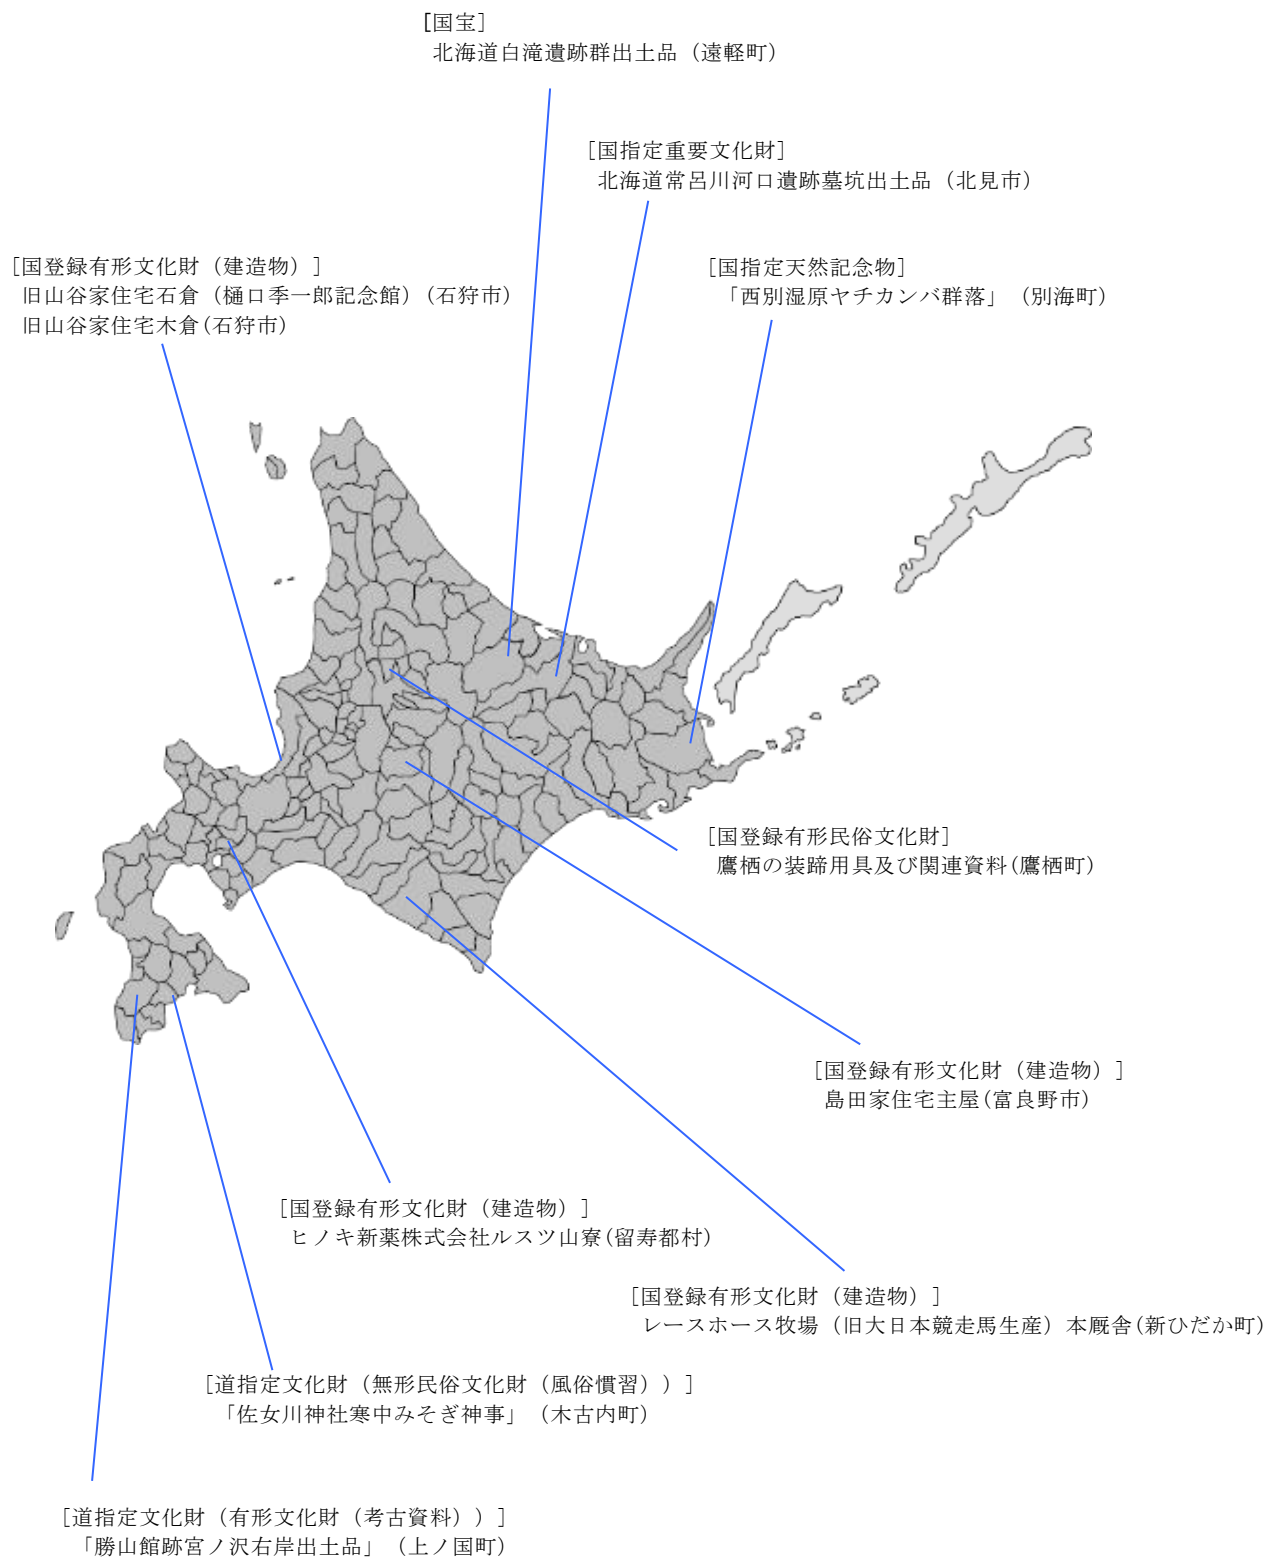 [国宝]
北海道白滝遺跡群出土品（遠軽町）
[国指定重要文化財]
北海道常呂川河口遺跡墓坑出土品（北見市）
[国登録有形文化財（建造物）]
旧山谷家住宅石倉（樋口季一郎記念館）(石狩市)
旧山谷家住宅木倉(石狩市)
[国指定天然記念物]
「西別湿原ヤチカンバ群落」（別海町）
[国登録有形民俗文化財]
鷹栖の装蹄用具及び関連資料(鷹栖町)
[国登録有形文化財（建造物）]
島田家住宅主屋(富良野市)
[国登録有形文化財（建造物）]
ヒノキ新薬株式会社ルスツ山寮(留寿都村)
[国登録有形文化財（建造物）]
レースホース牧場（旧大日本競走馬生産）本厩舎(新ひだか町)
[道指定文化財（無形民俗文化財（風俗慣習））]
「佐女川神社寒中みそぎ神事」（木古内町）
[道指定文化財（有形文化財（考古資料））]
「勝山館跡宮ノ沢右岸出土品」（上ノ国町）